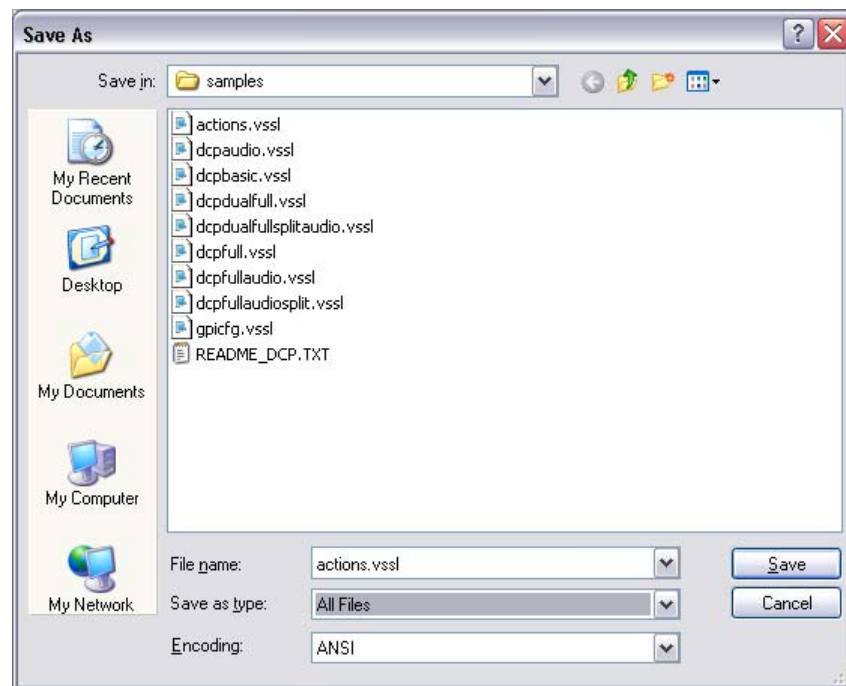 Save As
Save in:
samples
My Recent
Documents
Desktop
My Documents
My Computer
My Network
actions.vssl
dcpaudio.vssl
dcpbasic.vssl
dcpdualfull.vssl
dcpdualfullsplitaudio.vssl
dcpfull.vssl
dcpfullaudio.vssl
dcpfullaudiosplit.vssl
gpicfg.vssl
README_DCP.TXT
File name:
actions.vssl
Save
Save as type:
All Files
Cancel
Encoding:
ANSI